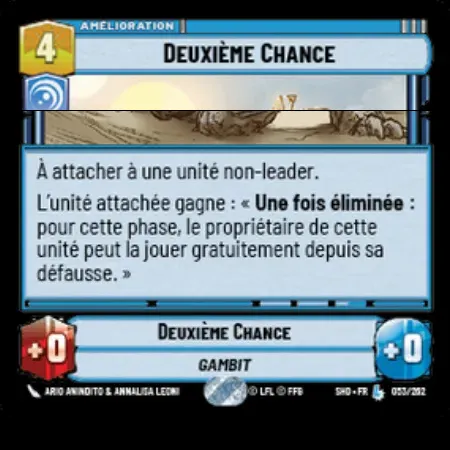 AMÉLIORATION
4
DEUXIÈME CHANCE
À attacher à une unité non-leader.
L'unité attachée gagne : « Une fois éliminée :
pour cette phase, le propriétaire de cette
unité peut la jouer gratuitement depuis sa
défausse. »
DEUXIÈME CHANCE
+0
+0
GAMBIT
ARIO ANINDITO & ANNALISA LEONI
© LFL © FFG
SHD • FR
053/262